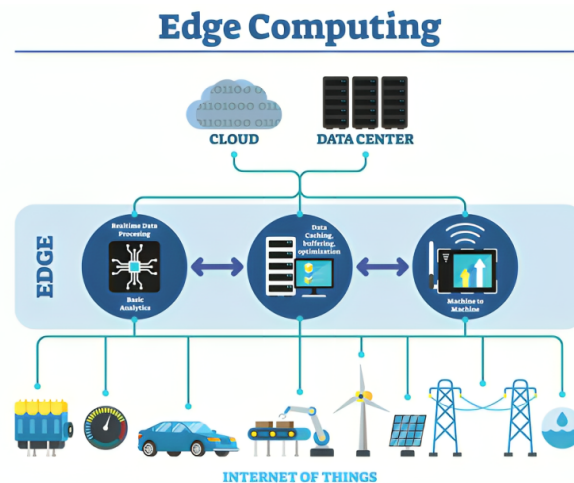 Edge Computing
CLOUD
DATA CENTER
EDGE
Realtime Data
Procesing
Basic
Analytics
Data
Caching,
buffering,
optimization
Machine to
Machine
INTERNET OF THINGS